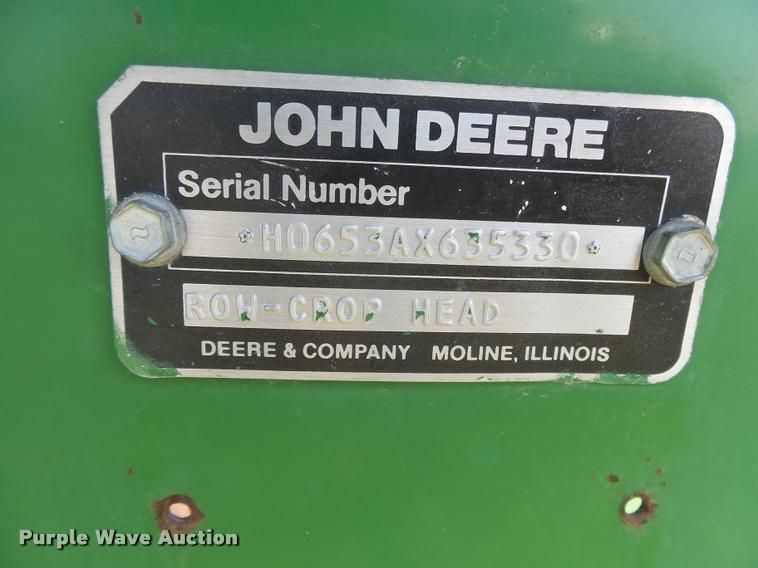 JOHN DEERE
Serial Number
*H0653AX635330*
ROW-CROP HEAD
DEERE & COMPANY MOLINE, ILLINOIS
Purple Wave Auction